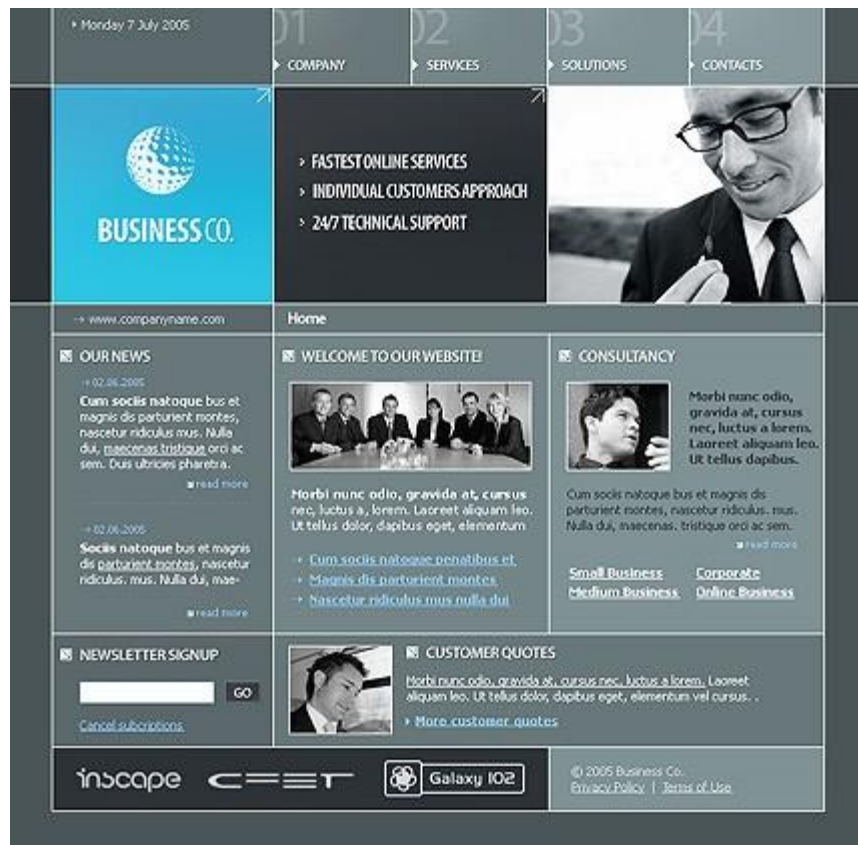 Monday 7 July 2005
01
02
03
04
COMPANY
SERVICES
SOLUTIONS
CONTACTS
BUSINESS CO.
FASTEST ONLINE SERVICES
INDIVIDUAL CUSTOMERS APPROACH
24/7 TECHNICAL SUPPORT
www.companyname.com
Home
OUR NEWS
02.06.2005
Cum sociis natoque bus et
magnis dis parturient montes,
nascetur ridiculus mus. Nulla
dui, maecenas tristique orci ac
sem. Duis ultricies pharetra.
read more
02.06.2005
Sociis natoque bus et magnis
dis parturient montes, nascetur
ridiculus. mus. Nulla dui, mae-
read more
WELCOME TO OUR WEBSITE!
Morbi nunc odio, gravida at, cursus
nec, luctus a, lorem. Laoreet aliquam leo.
Ut tellus dolor, dapibus eget, elementum
Cum sociis natoque penatibus et
Magnis dis parturient montes
Nascetur ridiculus mus nulla dui
CONSULTANCY
Morbi nunc odio,
gravida at, cursus
nec, luctus a lorem.
Laoreet aliquam leo.
Ut tellus dapibus.
Cum sociis natoque bus et magnis dis
parturient montes, nascetur ridiculus. mus.
Nulla dui, maecenas. tristique orci ac sem.
read more
Small Business
Corporate
Medium Business
Online Business
NEWSLETTER SIGNUP
GO
Cancel subcriptions
CUSTOMER QUOTES
Morbi nunc odio, gravida at, cursus nec, luctus a lorem. Laoreet
aliquam leo. Ut tellus dolor, dapibus eget, elementum vel cursus. .
More customer quotes
inscape
Galaxy 102
© 2005 Business Co.
Privacy Policy | Terms of Use